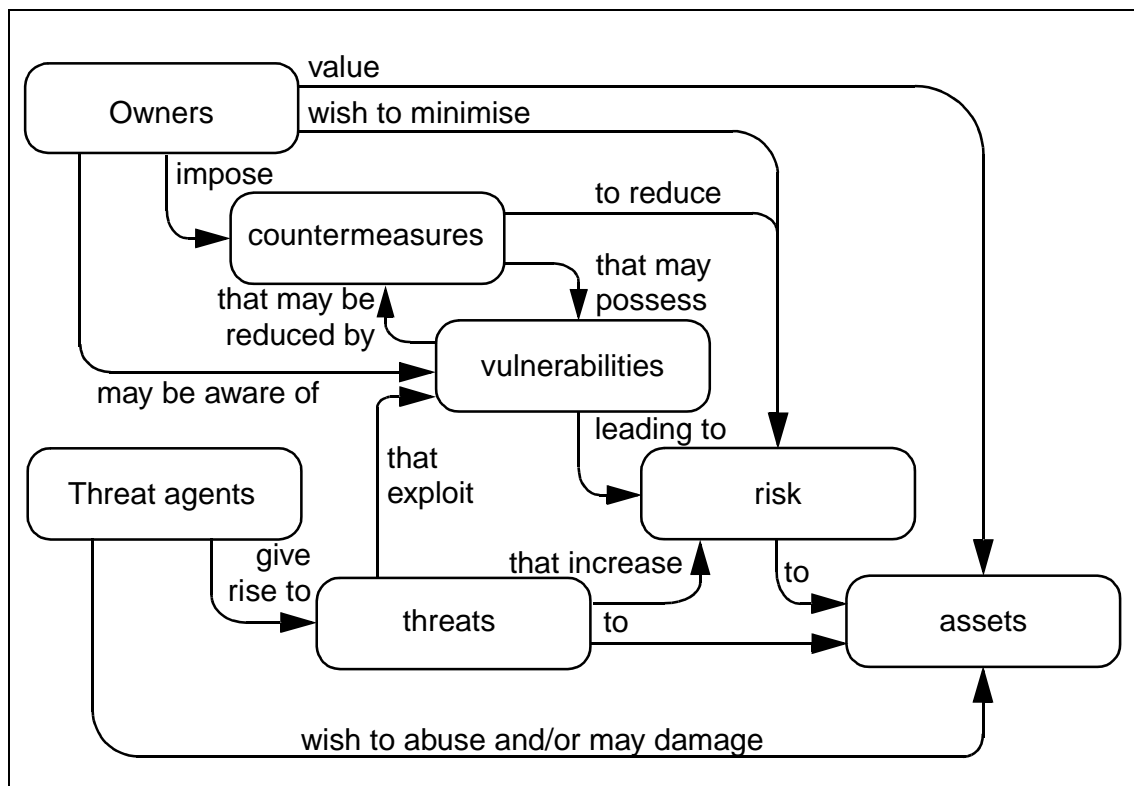 value
Owners
wish to minimise
impose
to reduce
countermeasures
that may
possess
that may be
reduced by
vulnerabilities
may be aware of
leading to
that
exploit
Threat agents
risk
give
rise to
that increase
to
threats
to
assets
wish to abuse and/or may damage